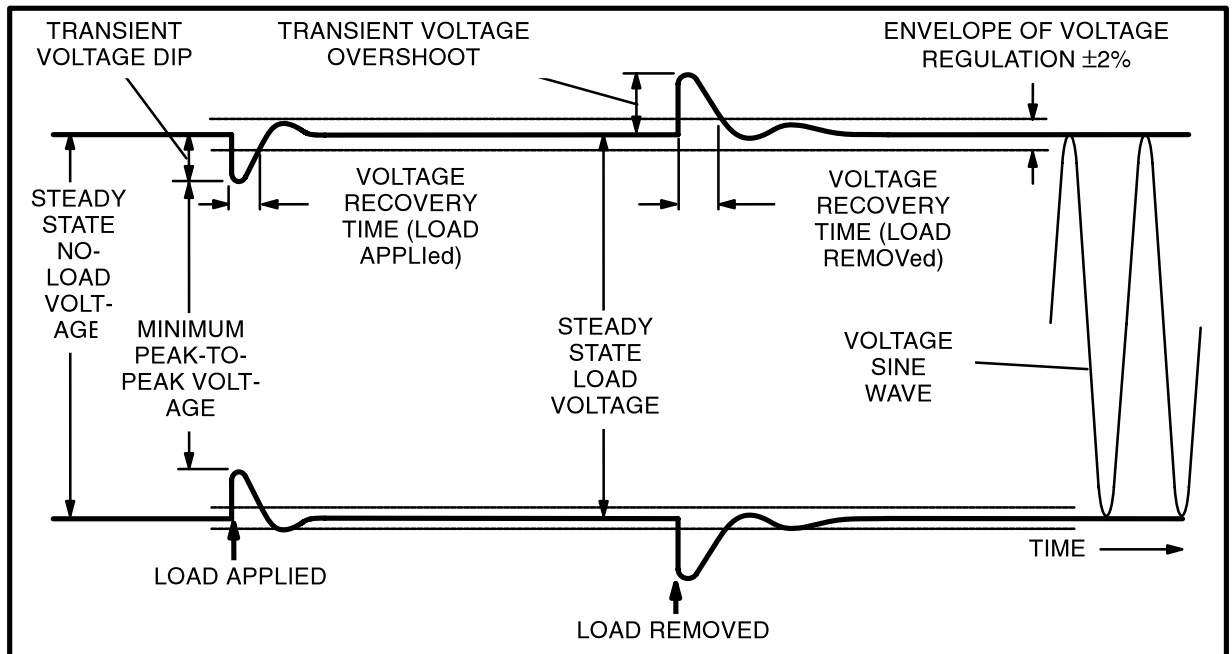 TRANSIENT
VOLTAGE DIP
TRANSIENT VOLTAGE
OVERSHOOT
ENVELOPE OF VOLTAGE
REGULATION ±2%
STEADY
STATE
NO-
LOAD
VOLT-
AGE
VOLTAGE
RECOVERY
TIME (LOAD
APPLIed)
VOLTAGE
RECOVERY
TIME (LOAD
REMOVed)
MINIMUM
PEAK-TO-
PEAK VOLT-
AGE
STEADY
STATE
LOAD
VOLTAGE
VOLTAGE
SINE
WAVE
TIME
LOAD APPLIED
LOAD REMOVED